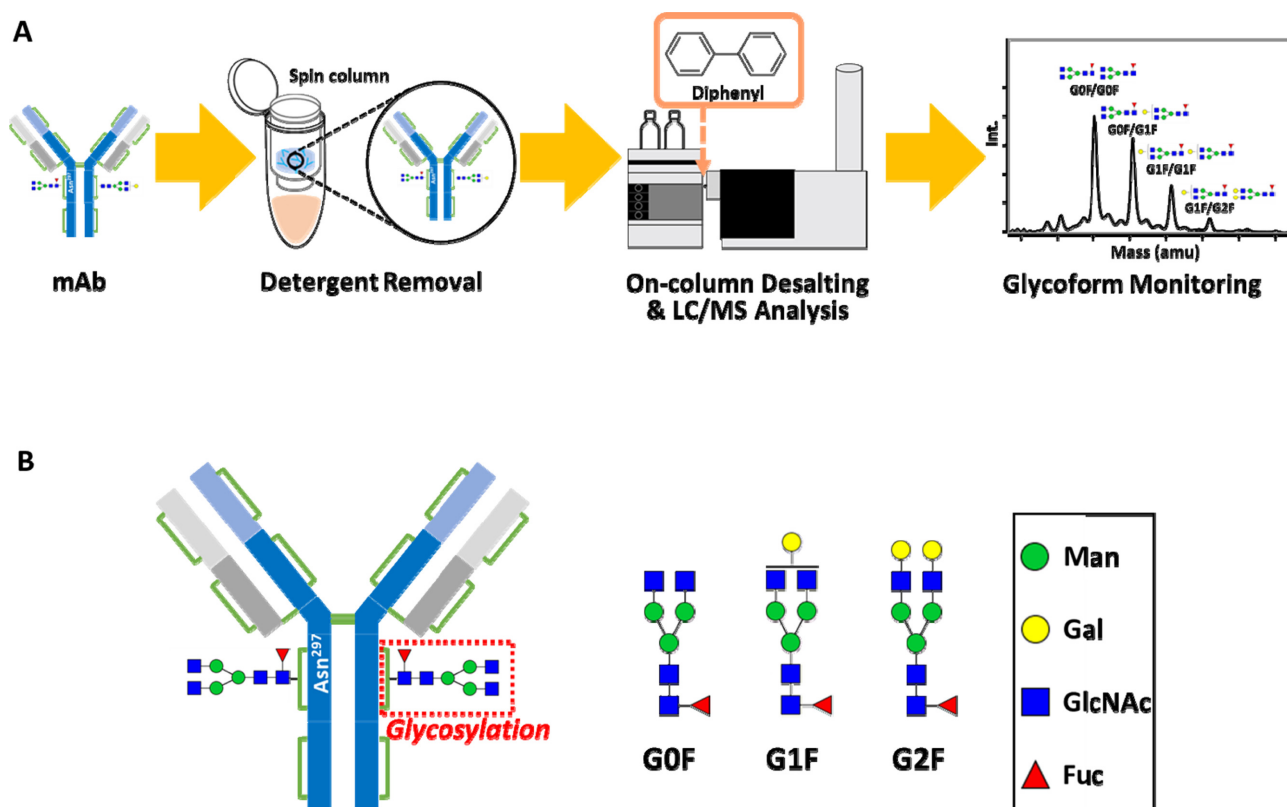 A
Spin column
Diphenyl
G0F/G0F
G0F/G1F
G1F/G1F
G1F/G2F
Int.
Mass (amu)
mAb
Detergent Removal
On-column Desalting
& LC/MS Analysis
Glycoform Monitoring
B
Asn297
Glycosylation
G0F
G1F
G2F
Man
Gal
GlcNAc
Fuc